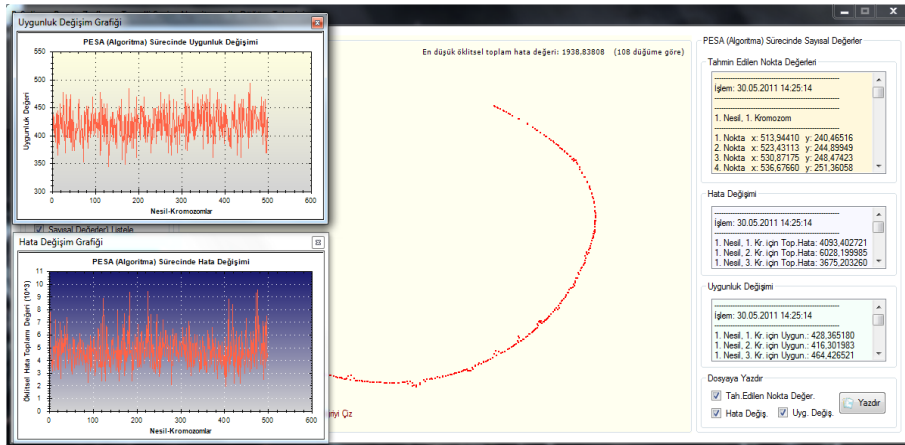 Uygunluk Değişim Grafiği
PESA (Algoritma) Sürecinde Uygunluk Değişimi
Uygunluk Değeri
550
500
450
400
350
300
0 100 200 300 400 500 600
Nesil-Kromozomlar
Sayısal Değer'l Listele
Hata Değişim Grafiği
PESA (Algoritma) Sürecinde Hata Değişimi
Öklitsel Hata Toplamı Değeri (10^3)
11
10
9
8
7
6
5
4
3
2
1
0
0 100 200 300 400 500 600
Nesil-Kromozomlar
En düşük öklitsel toplam hata değeri: 1938.83808 (108 düğüme göre)
Çiz
PESA (Algoritma) Sürecinde Sayısal Değerler
Tahmin Edilen Nokta Değerleri
İşlem: 30.05.2011 14:25:14
1. Nesil, 1. Kromozom
1. Nokta x: 513,94410 y: 240,46516
2. Nokta x: 523,43113 y: 244,89949
3. Nokta x: 530,87175 y: 248,47423
4. Nokta x: 536,67660 y: 251,36058
Hata Değişimi
İşlem: 30.05.2011 14:25:14
1. Nesil, 1. Kr. için Top.Hata: 4093,402721
1. Nesil, 2. Kr. için Top.Hata: 6028,199985
1. Nesil, 3. Kr. için Top.Hata: 3675,203260
Uygunluk Değişimi
İşlem: 30.05.2011 14:25:14
1. Nesil, 1. Kr. için Uygun.: 428,365180
1. Nesil, 2. Kr. için Uygun.: 416,301983
1. Nesil, 3. Kr. için Uygun.: 464,426521
Dosyaya Yazdır
Tah.Edilen Nokta Değer.
Hata Değiş. Uyg. Değiş.
Yazdır